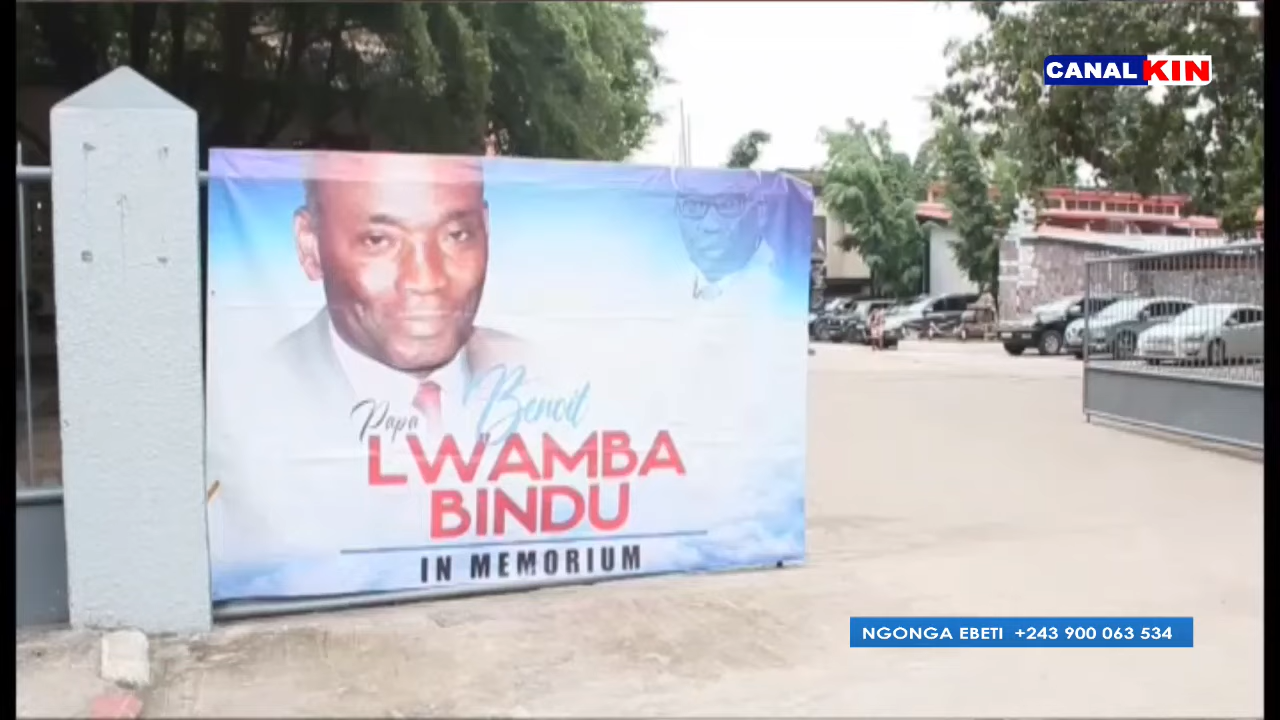 CANAL KIN
Papa Benoit
LWAMBA
BINDU
IN MEMORIUM
NGONGA EBETI +243 900 063 534